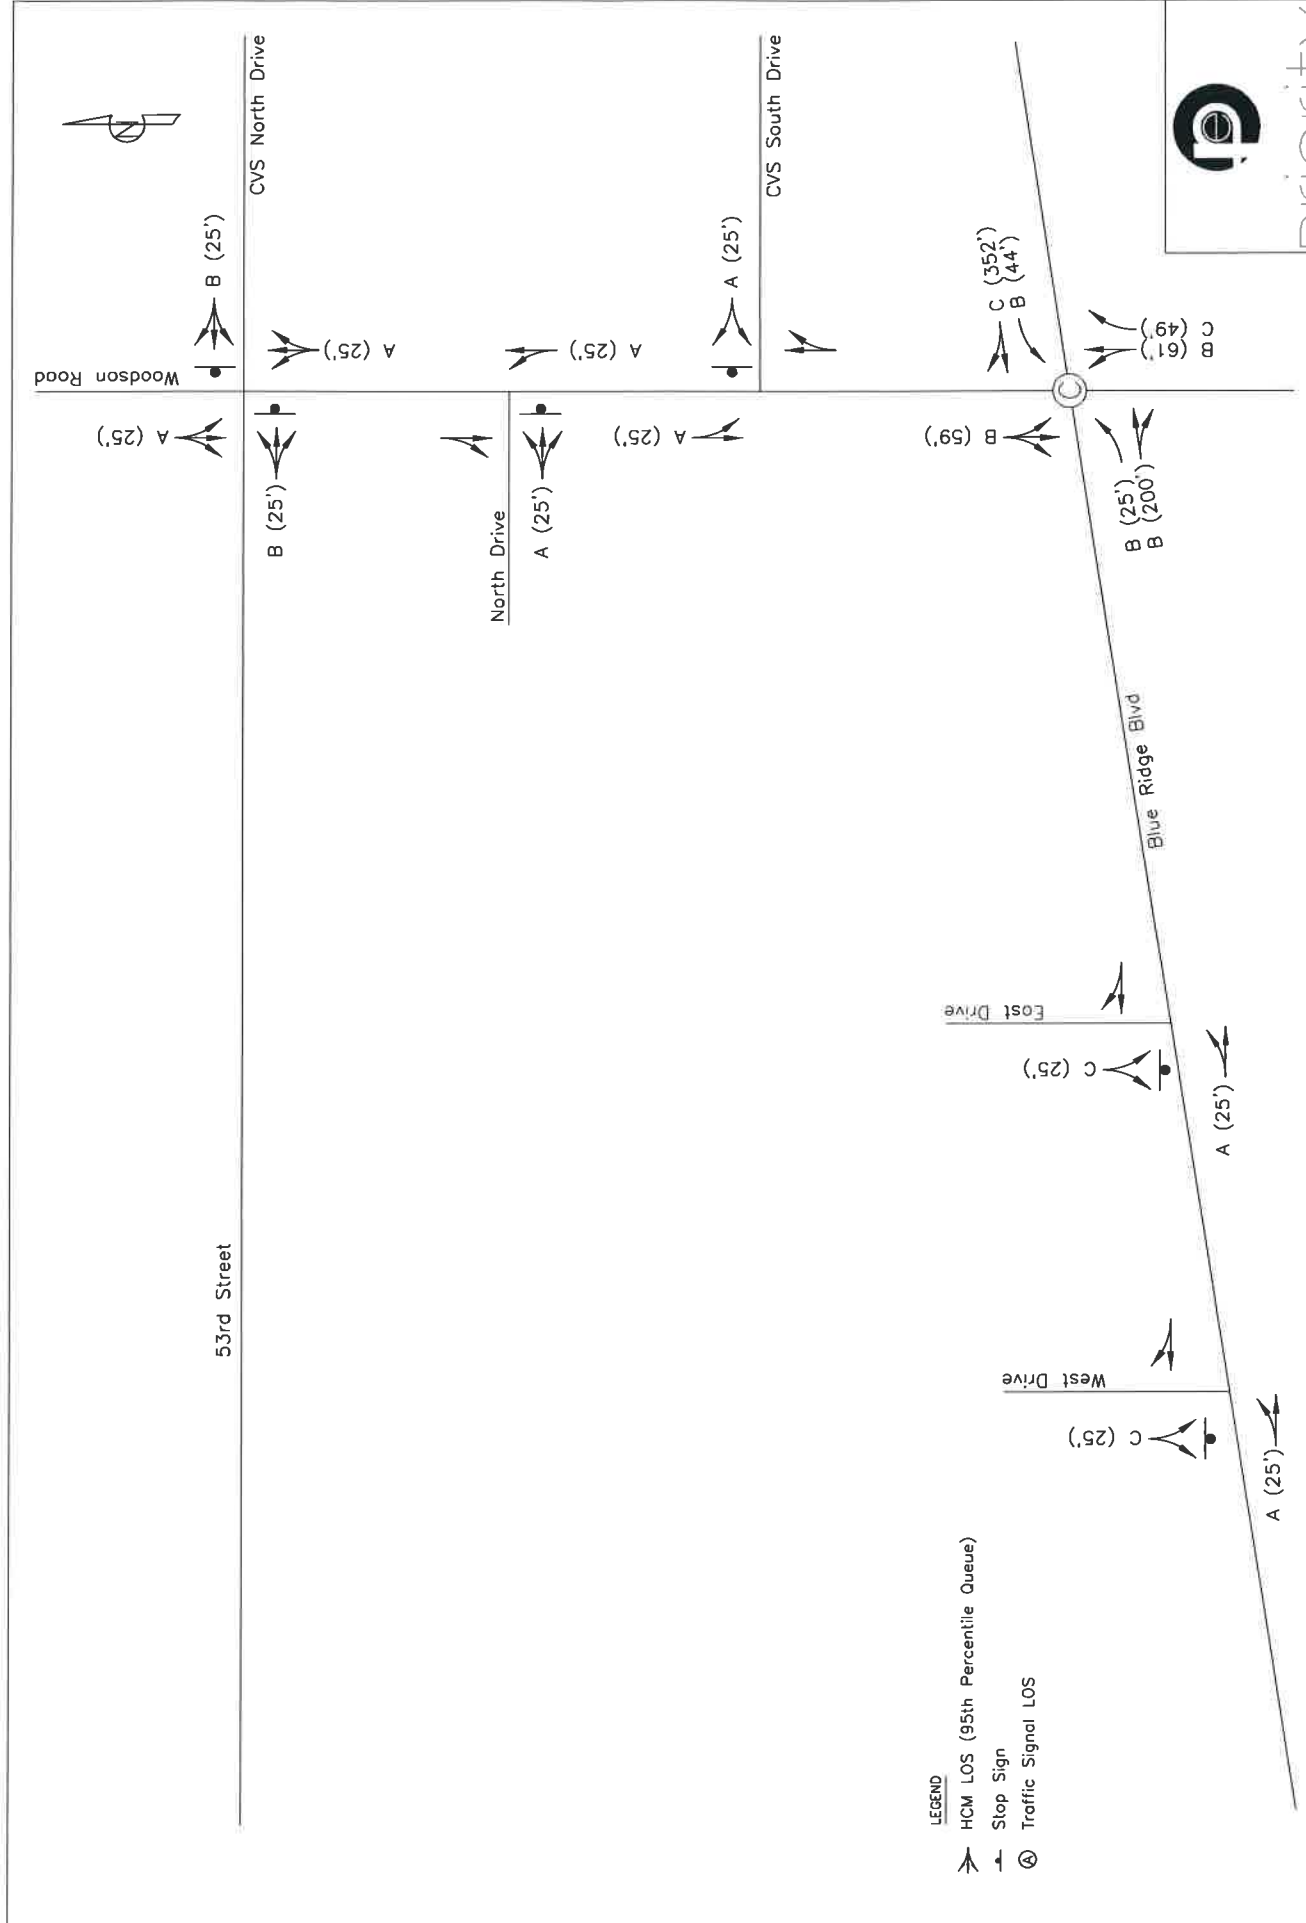 CVS North Drive
B (25')
Woodson Road
A (25')
A (25')
B (25')
A (25')
A (25')
North Drive
A (25')
A (25')
CVS South Drive
C (352')
B (44')
B (59')
C (49')
B (61')
B (25')
B (200')
Blue Ridge Blvd
53rd Street
East Drive
C (25')
A (25')
West Drive
C (25')
A (25')
LEGEND
HCM LOS (95th Percentile Queue)
Stop Sign
A Traffic Signal LOS
C
N